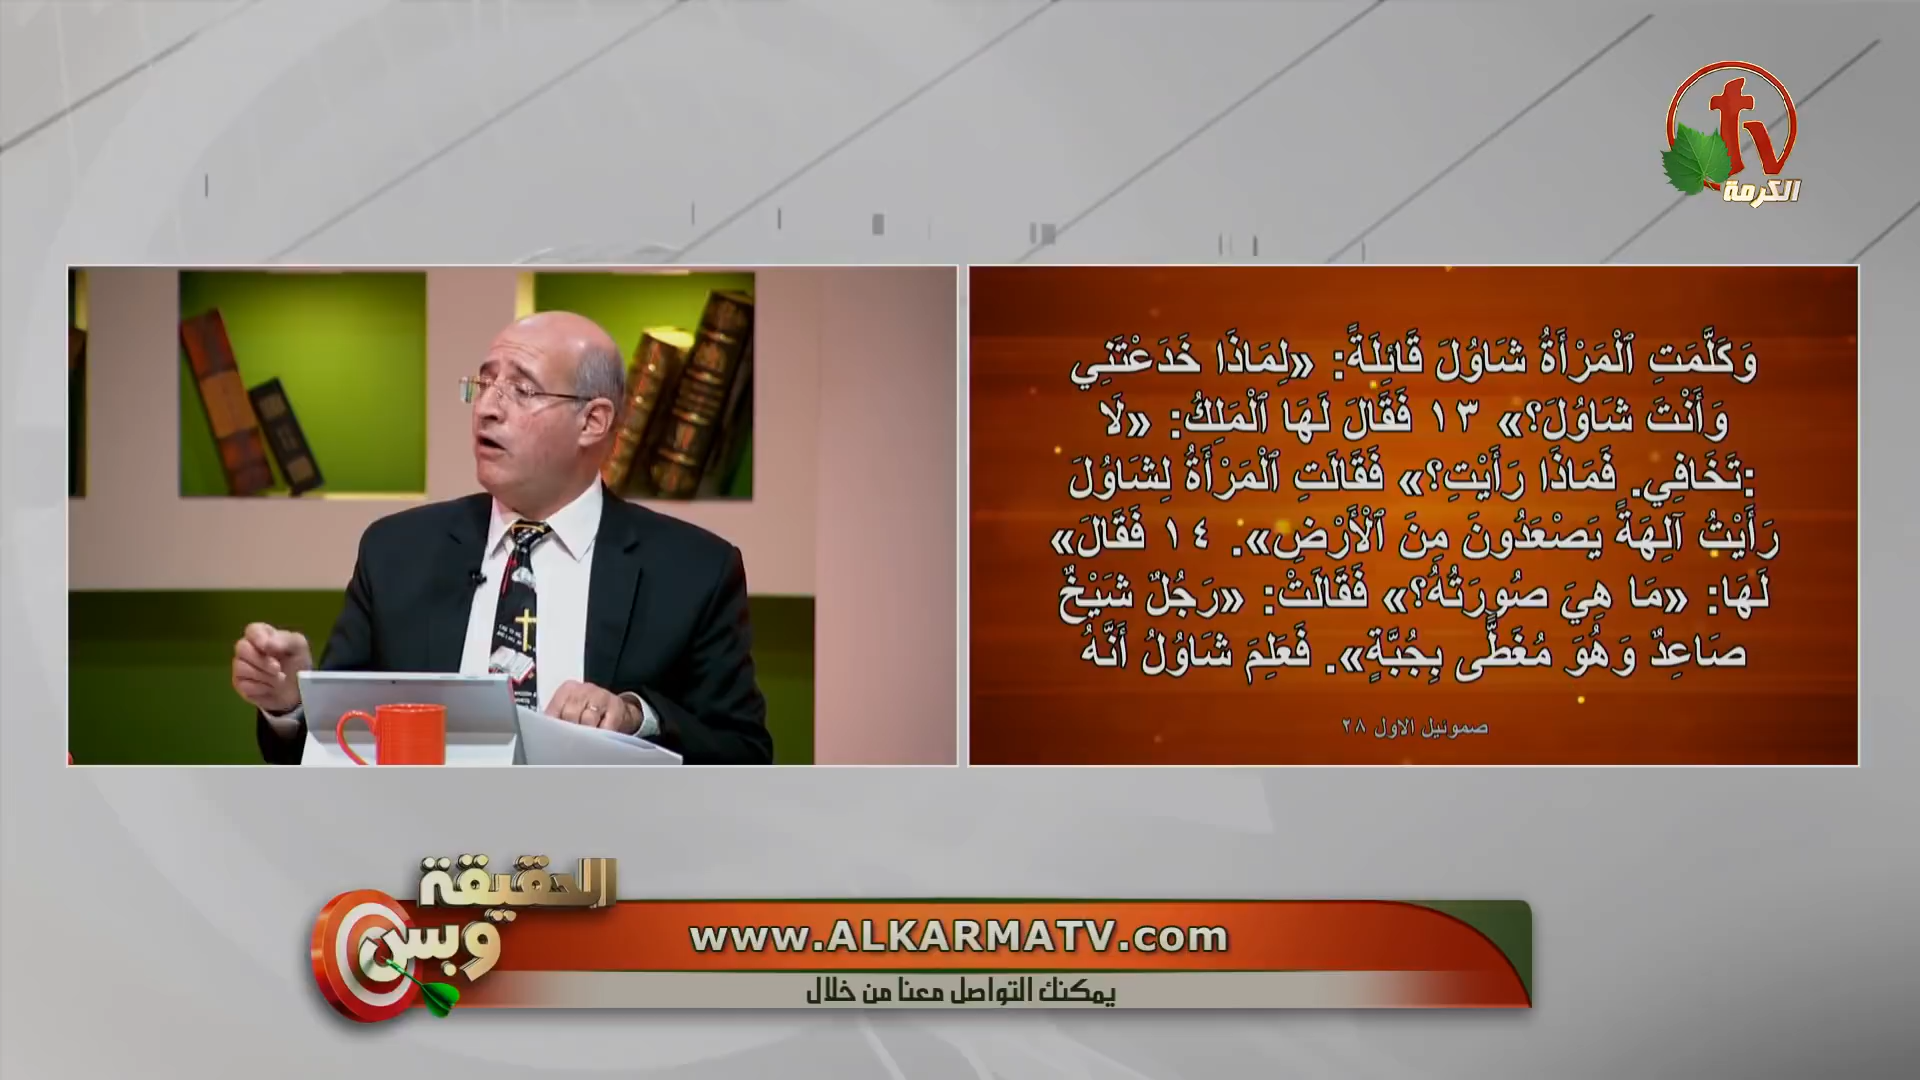 tv
الكرمة
وَكَلَّمَتِ ٱلْمَرْأَةُ شَاوُلَ قَائِلَةً: «لِمَاذَا خَدَعْتَنِي
وَأَنْتَ شَاوُلَ؟» ١٣ فَقَالَ لَهَا ٱلْمَلِكُ: «لَا
تَخَافِي. فَمَاذَا رَأَيْتِ؟» فَقَالَتِ ٱلْمَرْأَةُ لِشَاوُلَ:
رَأَيْتُ آلِهَةً يَصْعَدُونَ مِنَ ٱلْأَرْضِ». ١٤ فَقَالَ»
لَهَا: «مَا هِيَ صُورَتُهُ؟» فَقَالَتْ: «رَجُلٌ شَيْخٌ
صَاعِدٌ وَهُوَ مُغَطًّى بِجُبَّةٍ». فَعَلِمَ شَاوُلُ أَنَّهُ
صموئيل الاول ٢٨
الحقيقة
وبس
www.ALKARMATV.com
يمكنك التواصل معنا من خلال